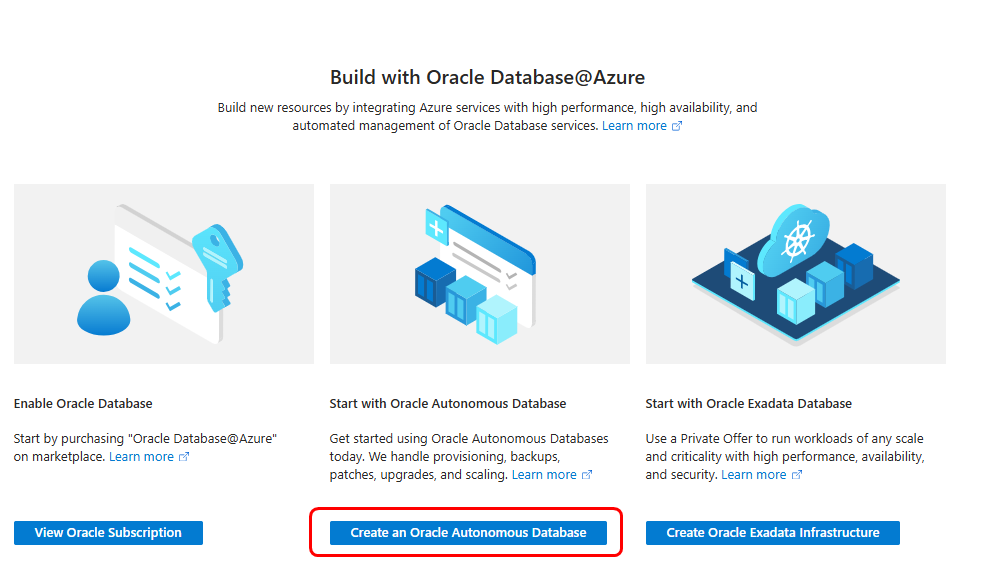 Build with Oracle Database@Azure
Build new resources by integrating Azure services with high performance, high availability, and
automated management of Oracle Database services. Learn more
Enable Oracle Database
Start by purchasing "Oracle Database@Azure"
on marketplace. Learn more
View Oracle Subscription
Start with Oracle Autonomous Database
Get started using Oracle Autonomous Databases
today. We handle provisioning, backups,
patches, upgrades, and scaling. Learn more
Create an Oracle Autonomous Database
Start with Oracle Exadata Database
Use a Private Offer to run workloads of any scale
and criticality with high performance, availability,
and security. Learn more
Create Oracle Exadata Infrastructure